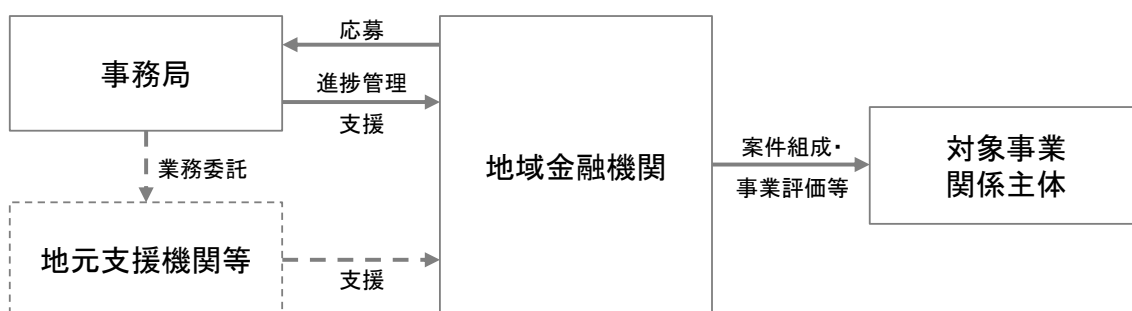 応募
事務局
進捗管理
支援
業務委託
地元支援機関等
支援
地域金融機関
案件組成・
事業評価等
対象事業
関係主体